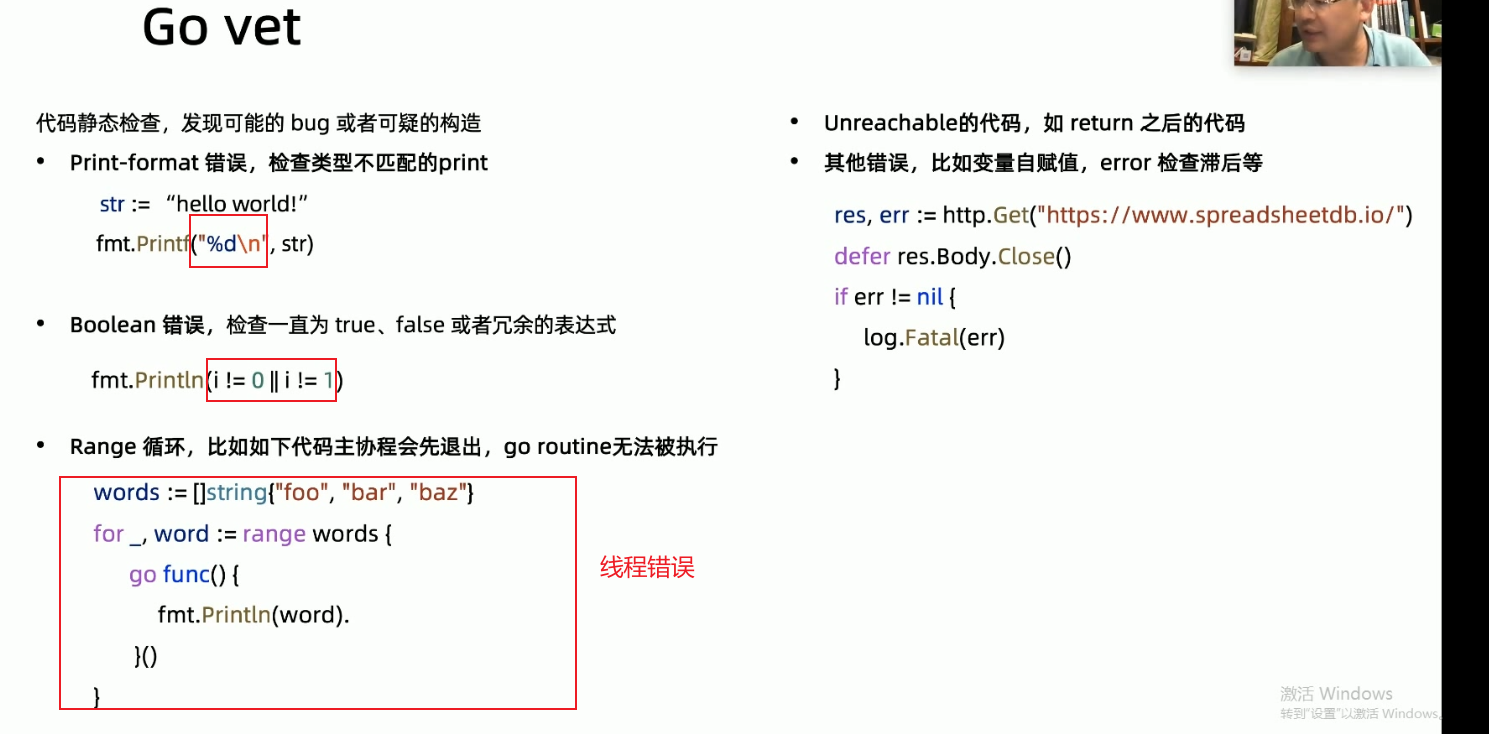 Go vet
代码静态检查，发现可能的 bug 或者可疑的构造
• Print-format 错误，检查类型不匹配的print
str := “hello world!”
fmt.Printf("%d\n", str)
• Boolean 错误，检查一直为 true、false 或者冗余的表达式
fmt.Println(i != 0 || i != 1)
• Range 循环，比如如下代码主协程会先退出，go routine无法被执行
words := []string{"foo", "bar", "baz"}
for _, word := range words {
go func() {
fmt.Println(word).
}()
}
线程错误
• Unreachable的代码，如 return 之后的代码
• 其他错误，比如变量自赋值，error 检查滞后等
res, err := http.Get("https://www.spreadsheetdb.io/")
defer res.Body.Close()
if err != nil {
log.Fatal(err)
}
激活 Windows
转到"设置"以激活 Windows。